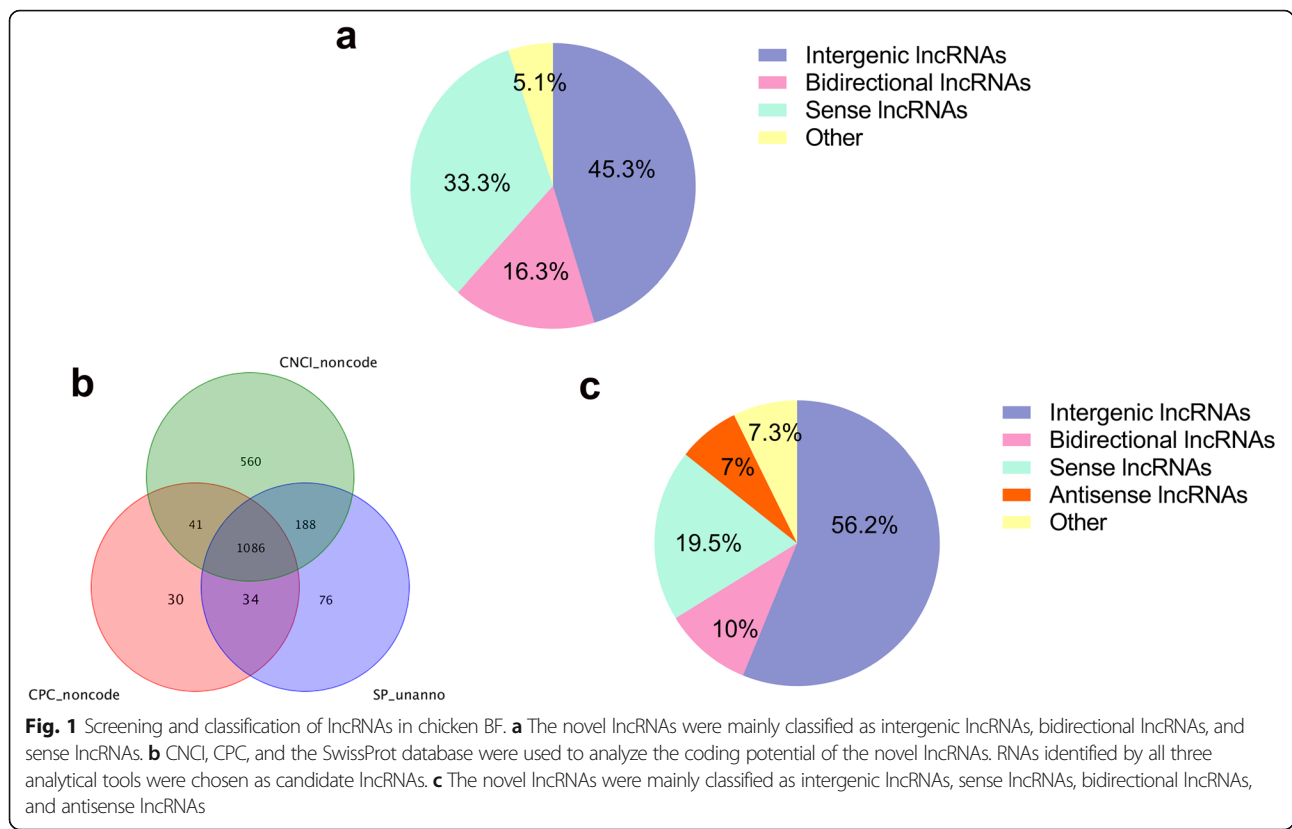 a
Intergenic lncRNAs
Bidirectional lncRNAs
Sense lncRNAs
Other
5.1%
45.3%
33.3%
16.3%
b
CNCI_noncode
560
41
188
1086
30
34
76
CPC_noncode
SP_unanno
c
Intergenic lncRNAs
Bidirectional lncRNAs
Sense lncRNAs
Antisense lncRNAs
Other
7.3%
7%
56.2%
19.5%
10%
Fig. 1 Screening and classification of lncRNAs in chicken BF. a The novel lncRNAs were mainly classified as intergenic lncRNAs, bidirectional lncRNAs, and
sense lncRNAs. b CNCI, CPC, and the SwissProt database were used to analyze the coding potential of the novel lncRNAs. RNAs identified by all three
analytical tools were chosen as candidate lncRNAs. c The novel lncRNAs were mainly classified as intergenic lncRNAs, sense lncRNAs, bidirectional lncRNAs,
and antisense lncRNAs